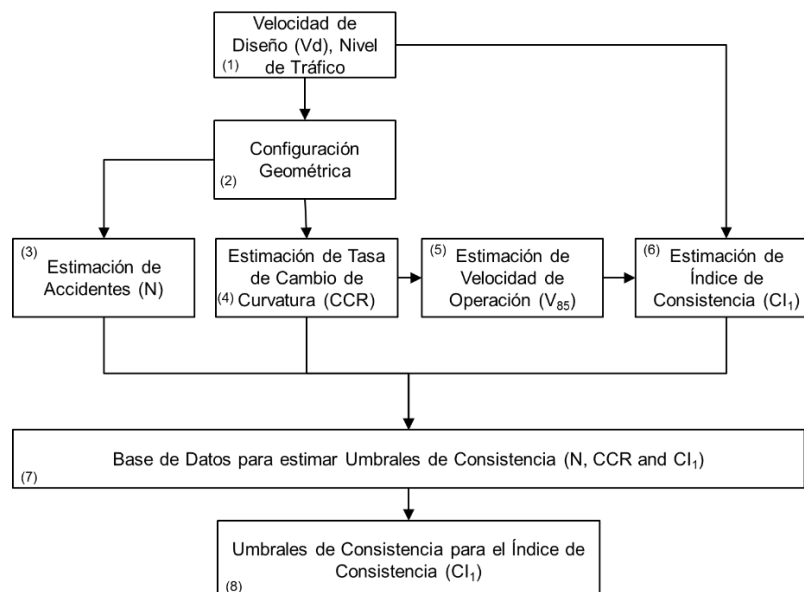 Velocidad de
Diseño (Vd), Nivel
de Tráfico
(1)
Configuración
Geométrica
(2)
(3)
Estimación de
Accidentes (N)
Estimación de Tasa
de Cambio de
Curvatura (CCR)
(4)
(5)
Estimación de
Velocidad de
Operación (V₈₅)
(6)
Estimación de
Índice de
Consistencia (CI₁)
Base de Datos para estimar Umbrales de Consistencia (N, CCR and CI₁)
(7)
Umbrales de Consistencia para el Índice de
Consistencia (CI₁)
(8)